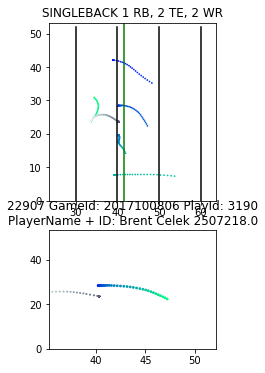 SINGLEBACK 1 RB, 2 TE, 2 WR
50
40
30
20
10
0
30 40 50 60
22907 GameId: 2017100806 PlayId: 3190
PlayerName + ID: Brent Celek 2507218.0
40
20
0
40 45 50